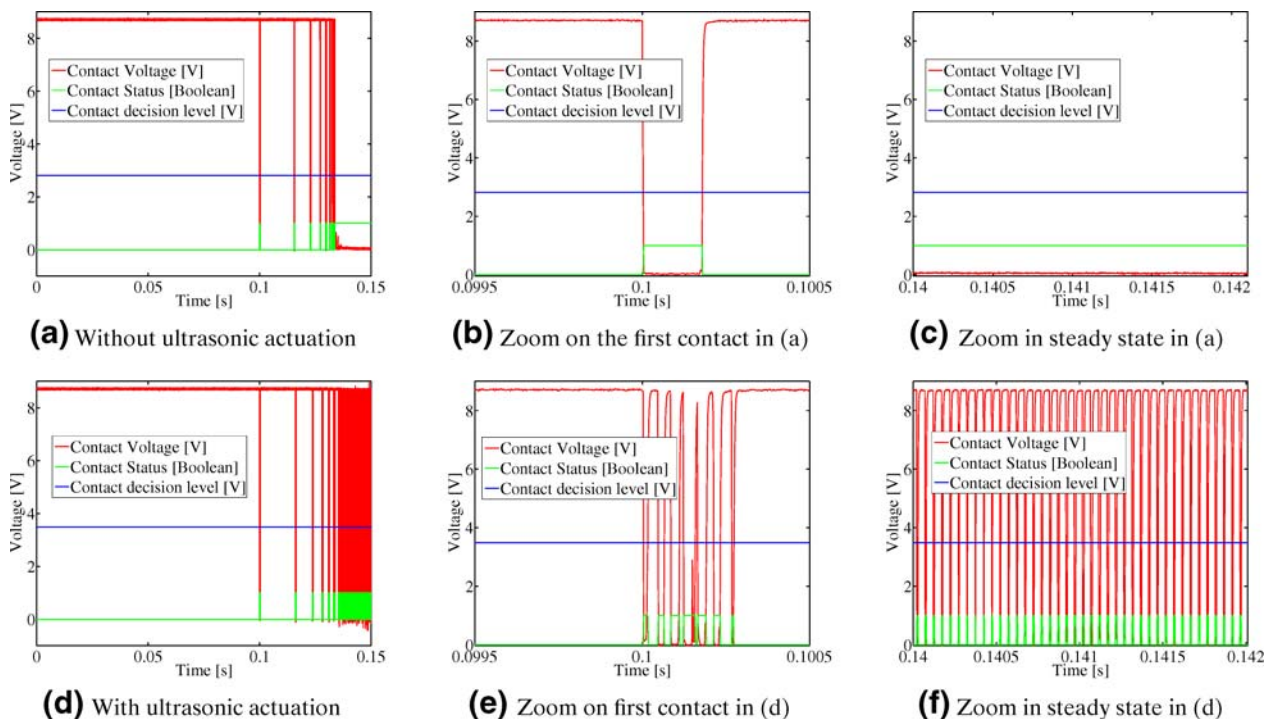 8
6
4
2
0
Voltage [V]
Contact Voltage [V]
Contact Status [Boolean]
Contact decision level [V]
0
0.05
0.1
0.15
Time [s]
(a) Without ultrasonic actuation
8
6
4
2
0
Voltage [V]
Contact Voltage [V]
Contact Status [Boolean]
Contact decision level [V]
0.0995
0.1
0.1005
Time [s]
(b) Zoom on the first contact in (a)
8
6
4
2
0
Voltage [V]
Contact Voltage [V]
Contact Status [Boolean]
Contact decision level [V]
0.14
0.1405
0.141
0.1415
0.142
Time [s]
(c) Zoom in steady state in (a)
8
6
4
2
0
Voltage [V]
Contact Voltage [V]
Contact Status [Boolean]
Contact decision level [V]
0
0.05
0.1
0.15
Time [s]
(d) With ultrasonic actuation
8
6
4
2
0
Voltage [V]
Contact Voltage [V]
Contact Status [Boolean]
Contact decision level [V]
0.0995
0.1
0.1005
Time [s]
(e) Zoom on first contact in (d)
8
6
4
2
0
Voltage [V]
Contact Voltage [V]
Contact Status [Boolean]
Contact decision level [V]
0.14
0.1405
0.141
0.1415
0.142
Time [s]
(f) Zoom in steady state in (d)